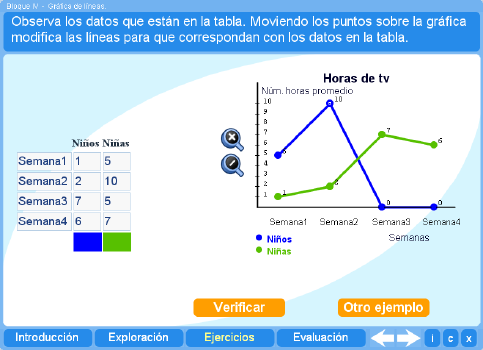 Bloque IV - Gráfica de líneas.
Observa los datos que están en la tabla. Moviendo los puntos sobre la gráfica
modifica las líneas para que correspondan con los datos en la tabla.
Niños Niñas
Semana1 1 5
Semana2 2 10
Semana3 7 5
Semana4 6 7
Horas de tv
Núm. horas promedio
10
9
8
7
6
5
4
3
2
1
5
10
0
0
1
2
7
6
Semana1 Semana2 Semana3 Semana4
Semanas
Niños
Niñas
Verificar Otro ejemplo
Introducción Exploración Ejercicios Evaluación i c x